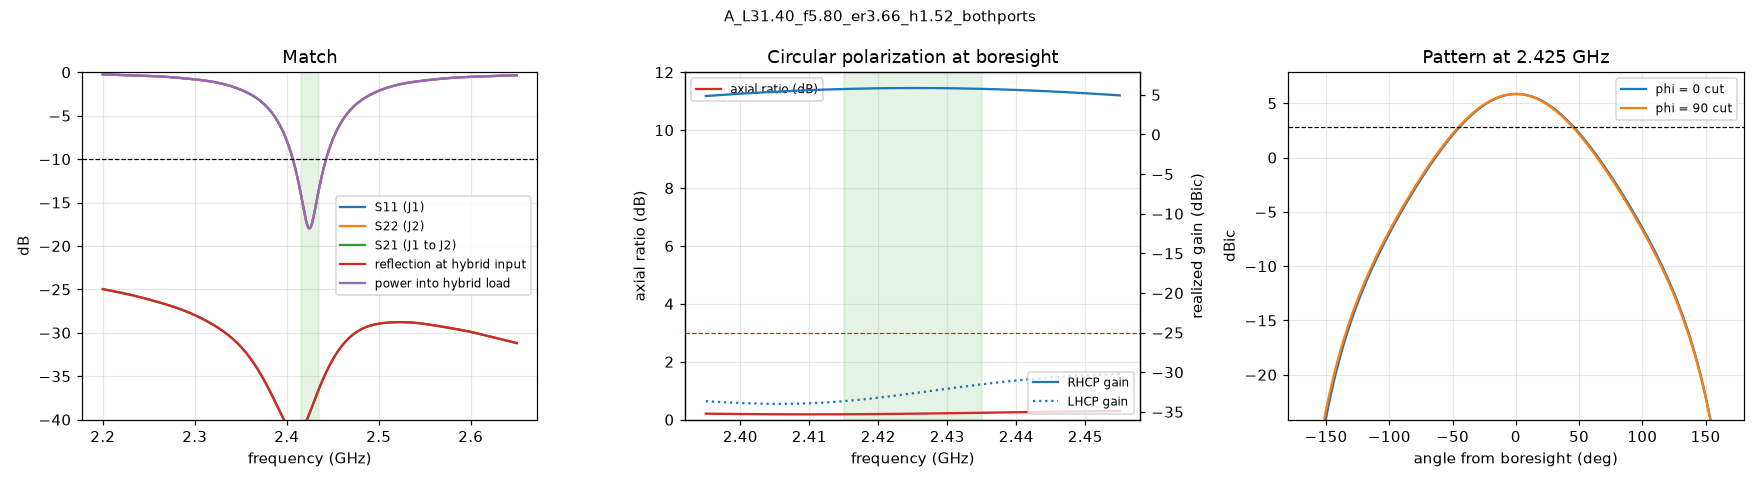 A_L31.40_f5.80_er3.66_h1.52_bothports
Match
0
−5
−10
−15
−20
−25
−30
−35
−40
dB
2.2
2.3
2.4
2.5
2.6
frequency (GHz)
S11 (J1)
S22 (J2)
S21 (J1 to J2)
reflection at hybrid input
power into hybrid load
Circular polarization at boresight
axial ratio (dB)
12
10
8
6
4
2
0
axial ratio (dB)
2.40
2.41
2.42
2.43
2.44
2.45
frequency (GHz)
5
0
−5
−10
−15
−20
−25
−30
−35
realized gain (dBic)
RHCP gain
LHCP gain
Pattern at 2.425 GHz
phi = 0 cut
phi = 90 cut
5
0
−5
−10
−15
−20
dBic
−150
−100
−50
0
50
100
150
angle from boresight (deg)